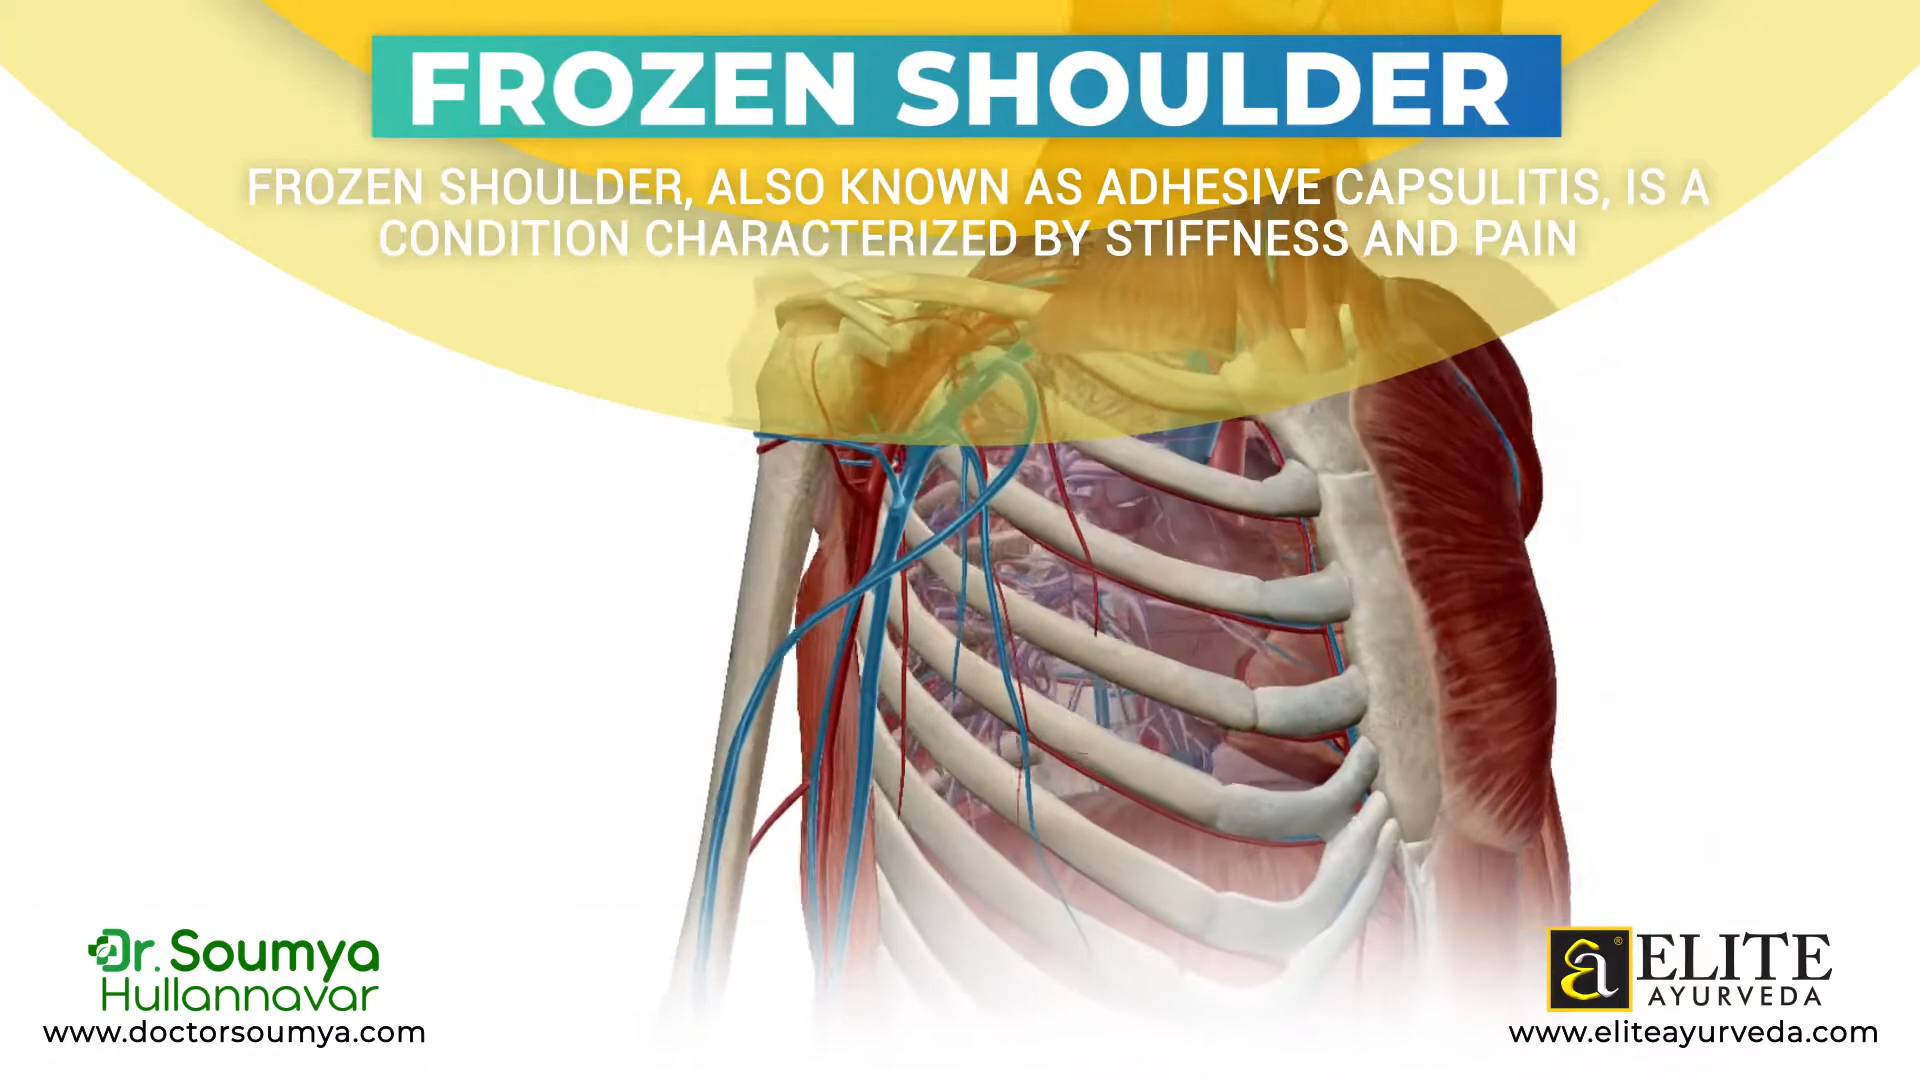 FROZEN SHOULDER
FROZEN SHOULDER, ALSO KNOWN AS ADHESIVE CAPSULITIS, IS A
CONDITION CHARACTERIZED BY STIFFNESS AND PAIN
Dr. Soumya
Hullannavar
www.doctorsoumya.com
a®
ELITE
AYURVEDA
www.eliteayurveda.com